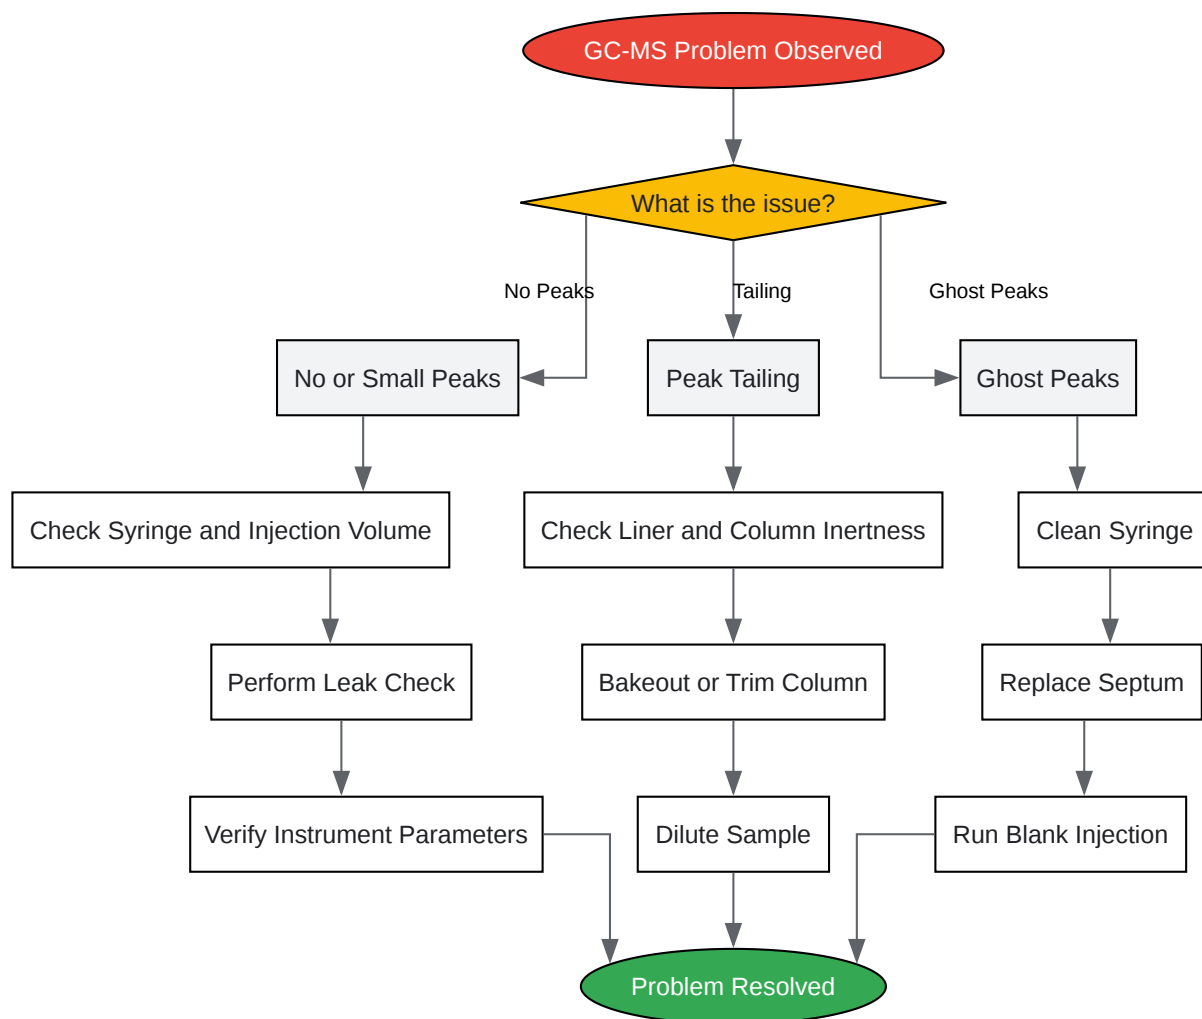 GC-MS Problem Observed
What is the issue?
No Peaks
Tailing
Ghost Peaks
No or Small Peaks
Peak Tailing
Ghost Peaks
Check Syringe and Injection Volume
Check Liner and Column Inertness
Clean Syringe
Perform Leak Check
Bakeout or Trim Column
Replace Septum
Verify Instrument Parameters
Dilute Sample
Run Blank Injection
Problem Resolved